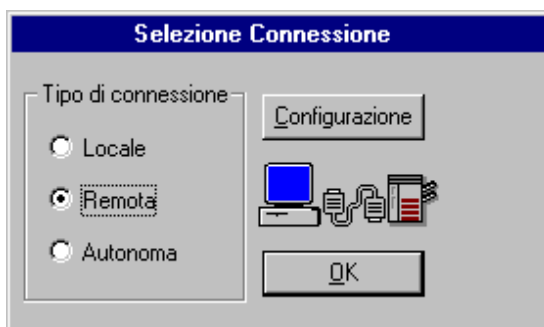 Selezione Connessione
Tipo di connessione
Locale
Remota
Autonoma
Configurazione
OK